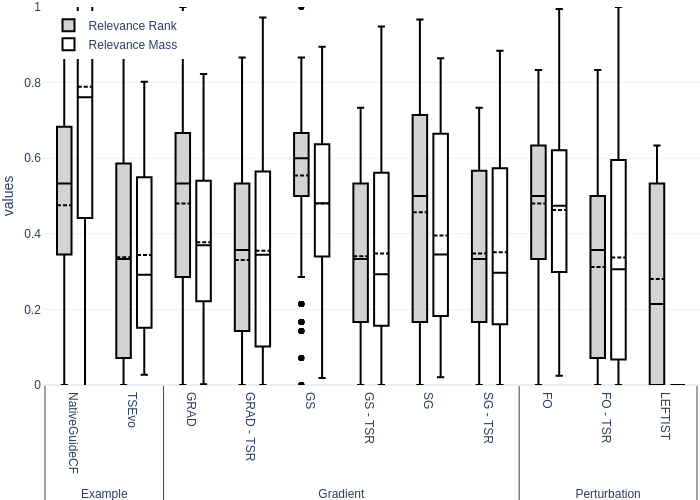 1
Relevance Rank
Relevance Mass
0.8
0.6
values
0.4
0.2
0
NativeGuideCF
TSEvo
GRAD
GRAD - TSR
GS
GS - TSR
SG
SG - TSR
FO
FO - TSR
LEFTIST
Example
Gradient
Perturbation